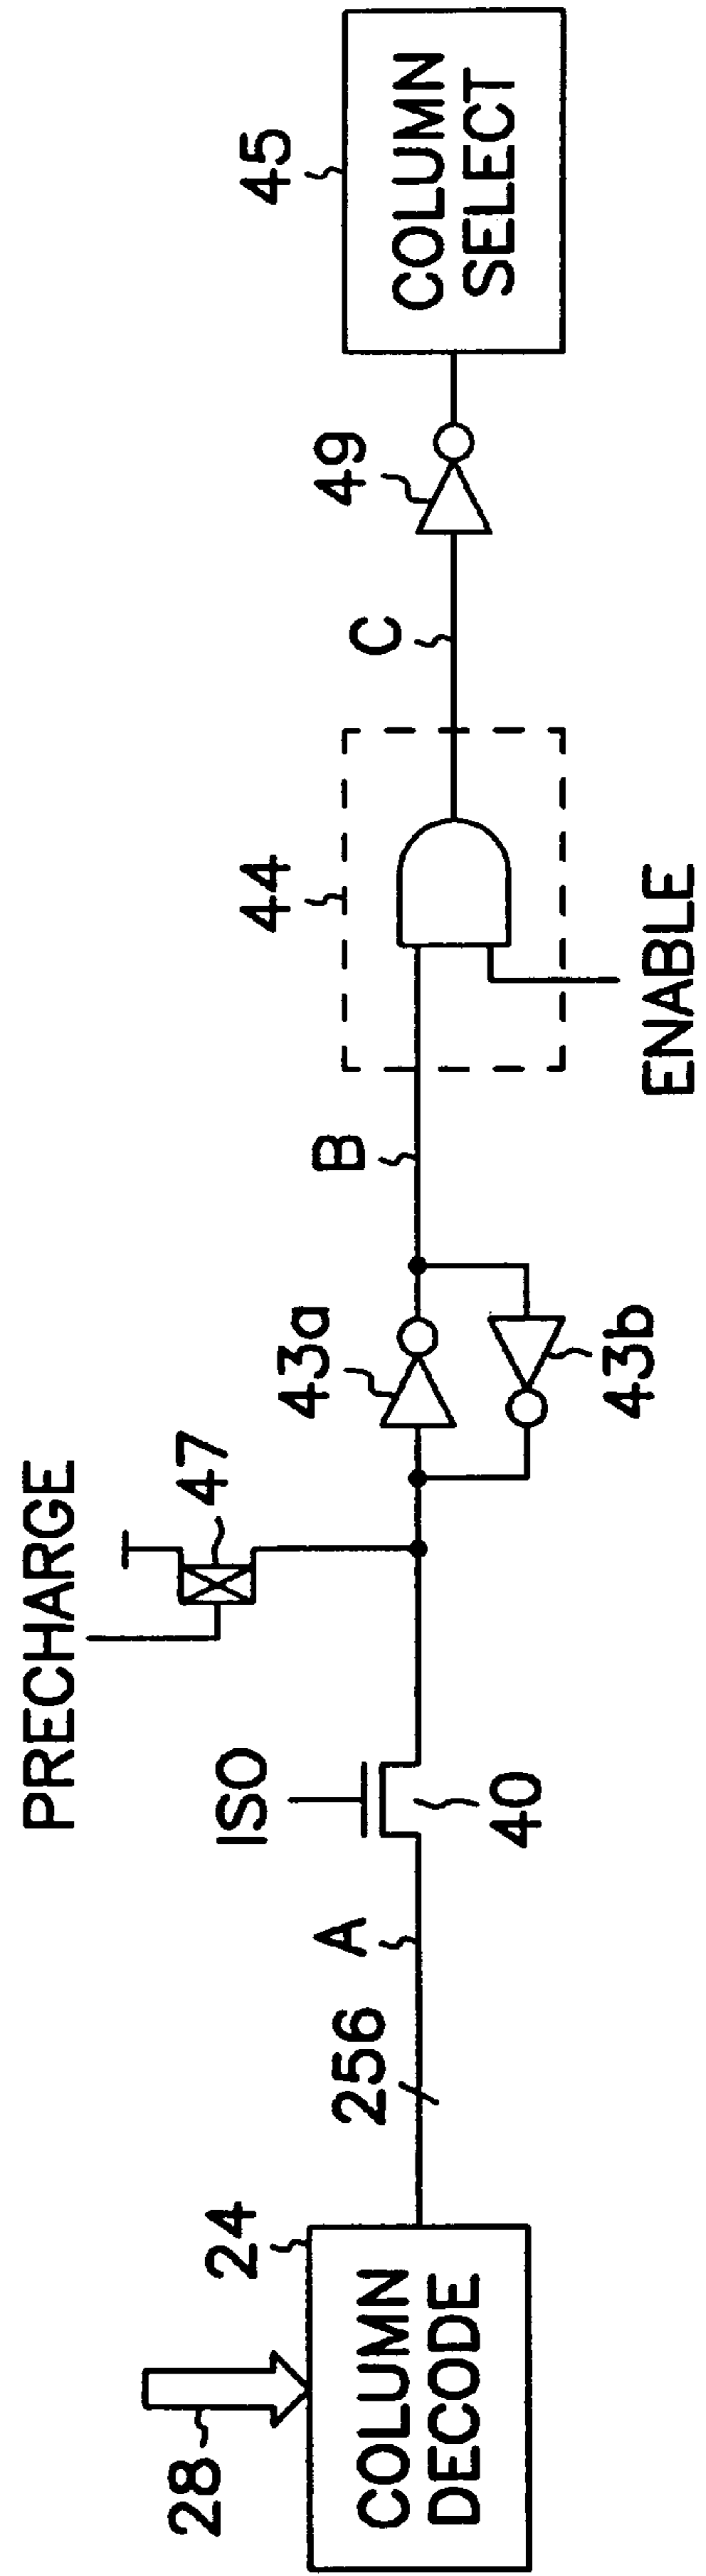 28
24
COLUMN
DECODE
256
A
ISO
40
PRECHARGE
47
43a
43b
B
44
ENABLE
C
49
45
COLUMN
SELECT